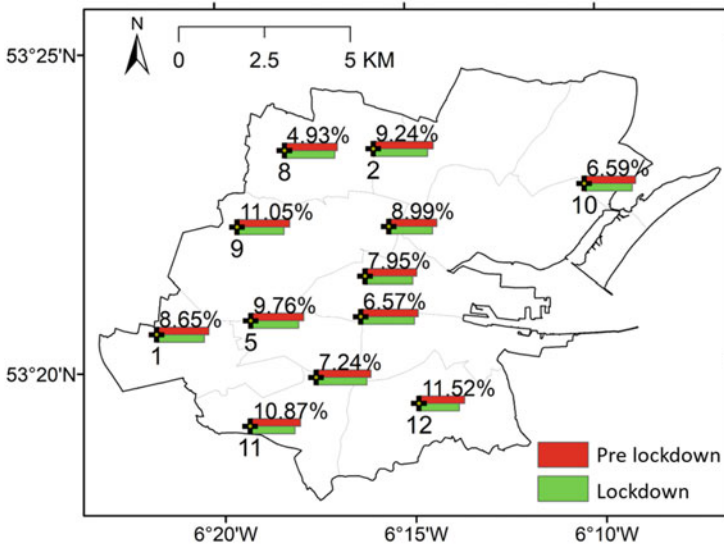 N
53°25'N
0 2.5 5 KM
4.93%
8
9.24%
2
6.59%
10
11.05%
9
8.99%
7.95%
8.65%
1
9.76%
5
6.57%
53°20'N
7.24%
11.52%
12
10.87%
11
Pre lockdown
Lockdown
6°20'W 6°15'W 6°10'W